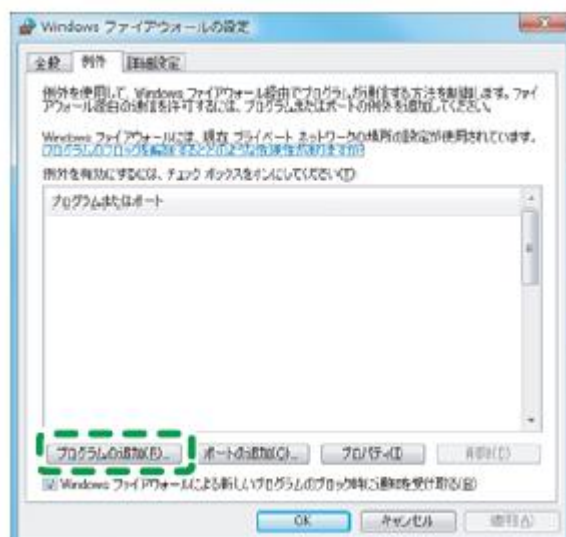 Windows ファイアウォールの設定
全般 例外 詳細設定
例外を使用して、Windows ファイアウォール経由でプログラムが通信する方法を制御します。ファイ
アウォール経由の通信を許可するには、プログラムまたはポートの例外を追加してください。
Windows ファイアウォールには、現在 プライベート ネットワークの場所の設定が使用されています。
プログラムのブロックを解除するとどのような危険性がありますか?
例外を有効にするには、チェック ボックスをオンにしてください(T):
プログラムまたはポート
プログラムの追加(R)... ポートの追加(O)... プロパティ(I) 削除(D)
Windows ファイアウォールによる新しいプログラムのブロック時に通知を受け取る(B)
OK キャンセル 適用(A)